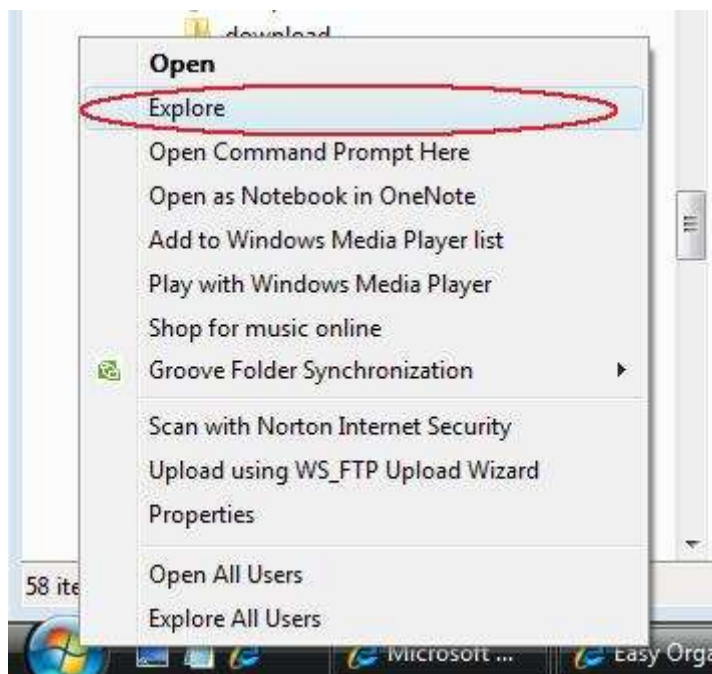 download
Open
Explore
Open Command Prompt Here
Open as Notebook in OneNote
Add to Windows Media Player list
Play with Windows Media Player
Shop for music online
Groove Folder Synchronization
Scan with Norton Internet Security
Upload using WS_FTP Upload Wizard
Properties
Open All Users
58 ite
Explore All Users
Microsoft ...
Easy Orga